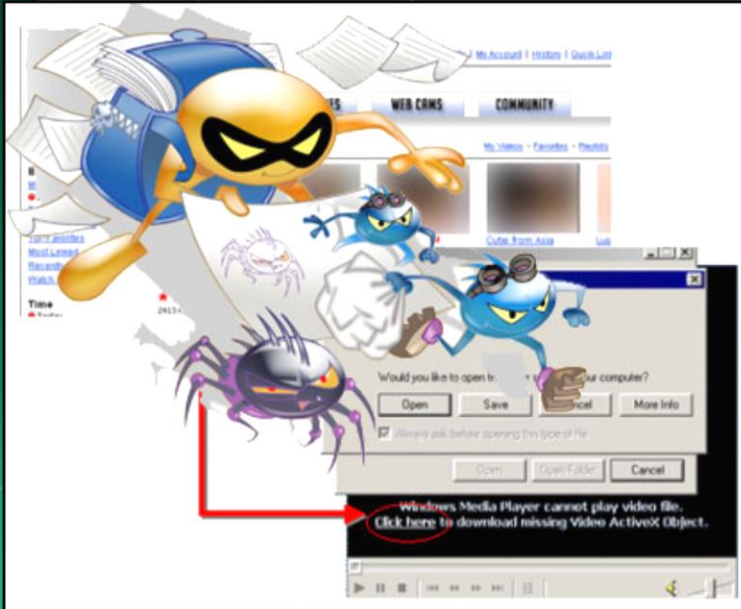 My Account | History | Quick List
WEB CAMS
COMMUNITY
My Videos - Favorites - Playlists
Cutie from Asia
Top Favorites
Most Linked
Recently
Watch
Time
Today
Would you like to open
computer?
Open
Save
More Info
Always ask before opening this type of file
Open
Open Folder
Cancel
Windows Media Player cannot play video file.
Click here to download missing Video ActiveX Object.